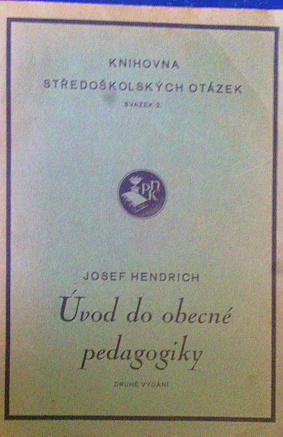 KNIHOVNA
STŘEDOŠKOLSKÝCH OTÁZEK
SVAZEK 2.
JOSEF HENDRICH
Úvod do obecné
pedagogiky
DRUHÉ VYDÁNÍ